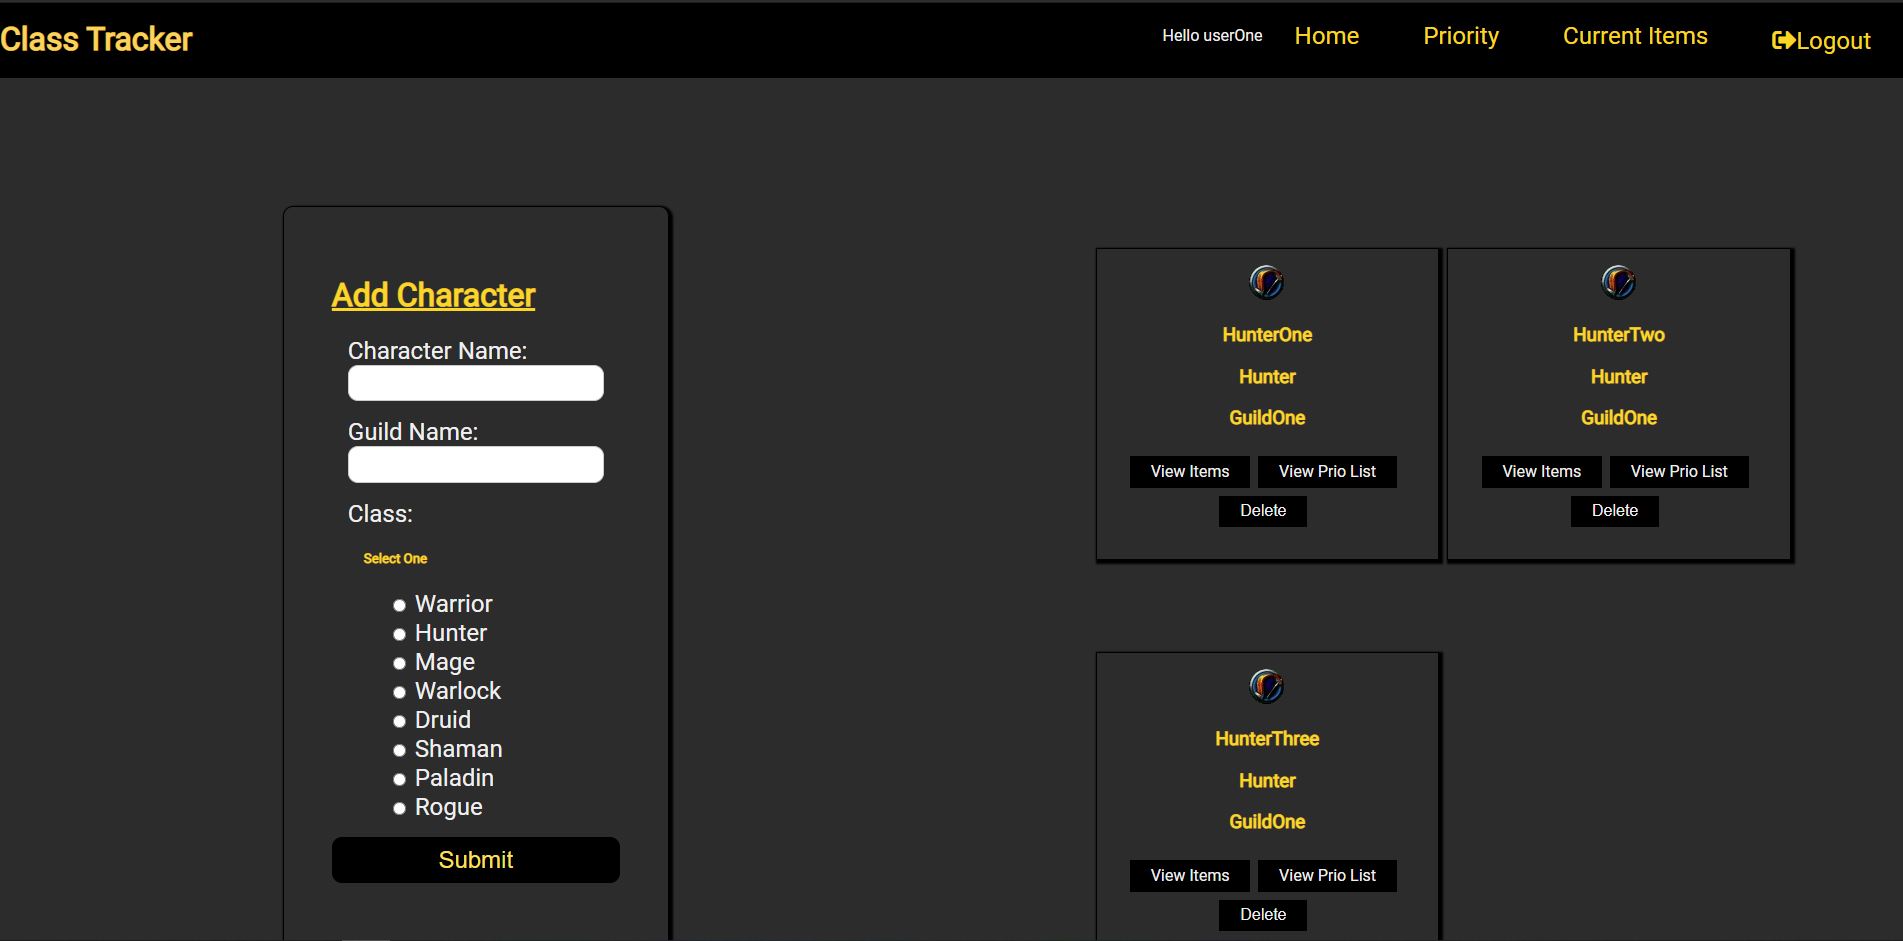 Class Tracker
Hello userOne
Home
Priority
Current Items
Logout
Add Character
Character Name:
Guild Name:
Class:
Select One
Warrior
Hunter
Mage
Warlock
Druid
Shaman
Paladin
Rogue
Submit
HunterOne
Hunter
GuildOne
View Items
View Prio List
Delete
HunterTwo
Hunter
GuildOne
View Items
View Prio List
Delete
HunterThree
Hunter
GuildOne
View Items
View Prio List
Delete